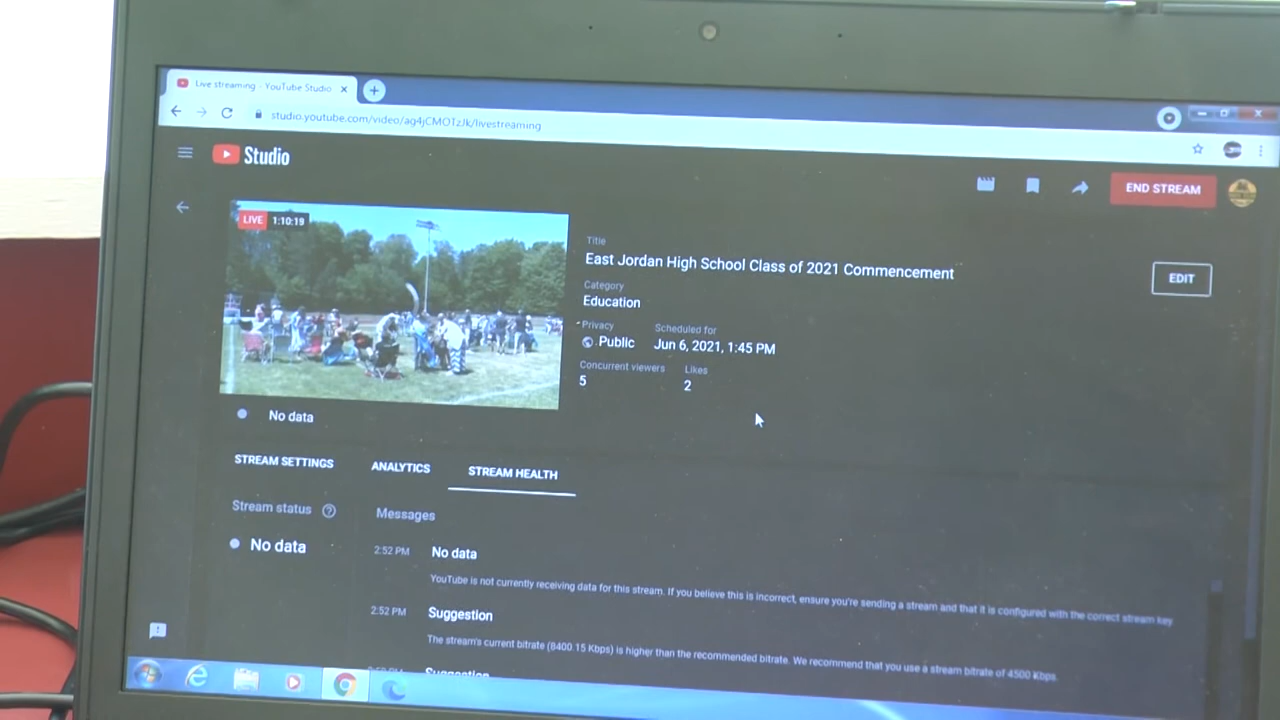 Live streaming - YouTube Studio
studio.youtube.com/video/ag4jCMOTzJk/livestreaming
Studio
END STREAM
LIVE 1:10:19
Title
East Jordan High School Class of 2021 Commencement
EDIT
Category
Education
Privacy
Public
Scheduled for
Jun 6, 2021, 1:45 PM
Concurrent viewers
5
Likes
2
No data
STREAM SETTINGS
ANALYTICS
STREAM HEALTH
Stream status
No data
Messages
2:52 PM No data
YouTube is not currently receiving data for this stream. If you believe this is incorrect, ensure you're sending a stream and that it is configured with the correct stream key.
2:52 PM Suggestion
The stream's current bitrate (8400.15 Kbps) is higher than the recommended bitrate. We recommend that you use a stream bitrate of 4500 Kbps.
Suggestion